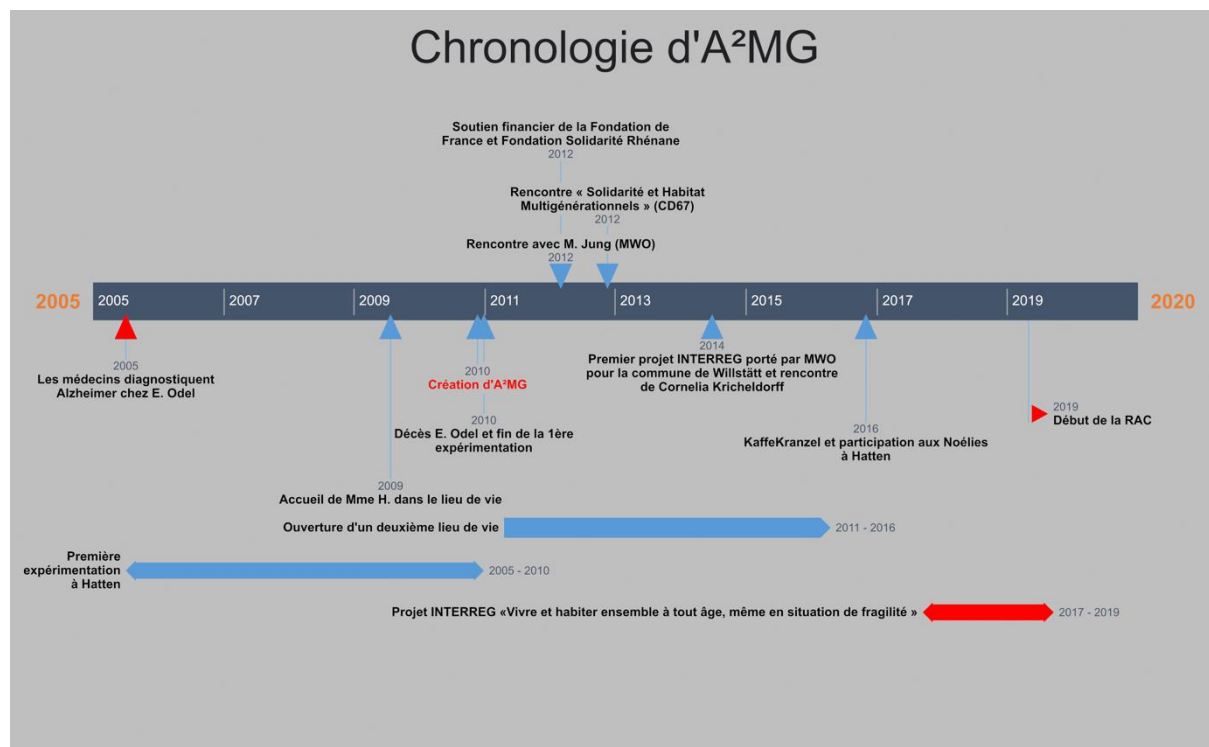 Chronologie d'A²MG
Soutien financier de la Fondation de
France et Fondation Solidarité Rhénane
2012
Rencontre « Solidarité et Habitat
Multigénérationnels » (CD67)
2012
Rencontre avec M. Jung (MWO)
2012
2005
2005
2007
2009
2011
2013
2015
2017
2019
2020
2005
Les médecins diagnostiquent
Alzheimer chez E. Odel
2010
Création d'A²MG
2014
Premier projet INTERREG porté par MWO
pour la commune de Willstätt et rencontre
de Cornelia Kricheldorff
2019
Début de la RAC
2010
Décès E. Odel et fin de la 1ère
expérimentation
2016
KaffeKranzel et participation aux Noélies
à Hatten
2009
Accueil de Mme H. dans le lieu de vie
Ouverture d'un deuxième lieu de vie
2011 - 2016
Première
expérimentation
à Hatten
2005 - 2010
Projet INTERREG «Vivre et habiter ensemble à tout âge, même en situation de fragilité »
2017 - 2019